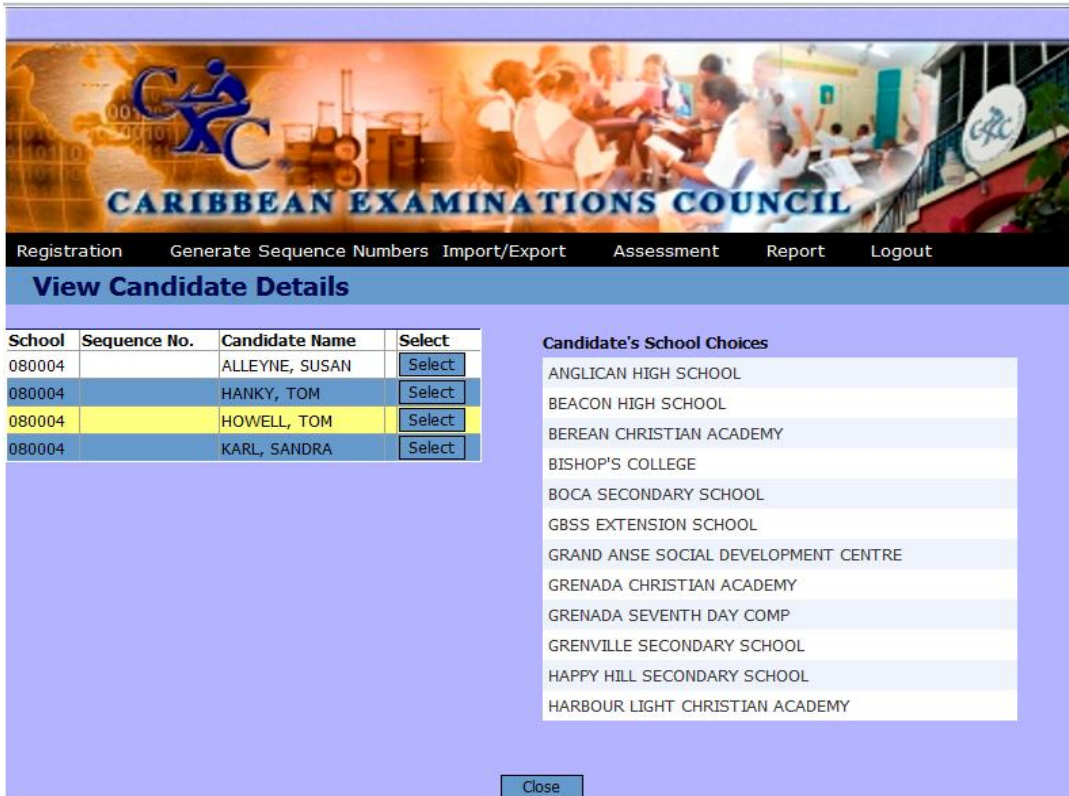 CXC
CXC
CARIBBEAN EXAMINATIONS COUNCIL
Registration Generate Sequence Numbers Import/Export Assessment Report Logout
View Candidate Details
School Sequence No. Candidate Name Select
080004 ALLEYNE, SUSAN Select
080004 HANKY, TOM Select
080004 HOWELL, TOM Select
080004 KARL, SANDRA Select
Candidate's School Choices
ANGLICAN HIGH SCHOOL
BEACON HIGH SCHOOL
BEREAN CHRISTIAN ACADEMY
BISHOP'S COLLEGE
BOCA SECONDARY SCHOOL
GBSS EXTENSION SCHOOL
GRAND ANSE SOCIAL DEVELOPMENT CENTRE
GRENADA CHRISTIAN ACADEMY
GRENADA SEVENTH DAY COMP
GRENVILLE SECONDARY SCHOOL
HAPPY HILL SECONDARY SCHOOL
HARBOUR LIGHT CHRISTIAN ACADEMY
Close